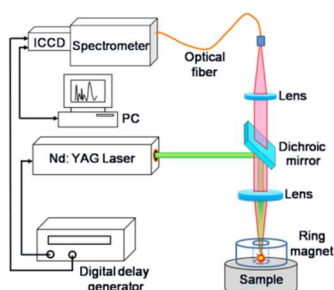 ICCD
Spectrometer
Optical
fiber
PC
Lens
Nd: YAG Laser
Dichroic
mirror
Lens
Ring
magnet
Digital delay
generator
Sample